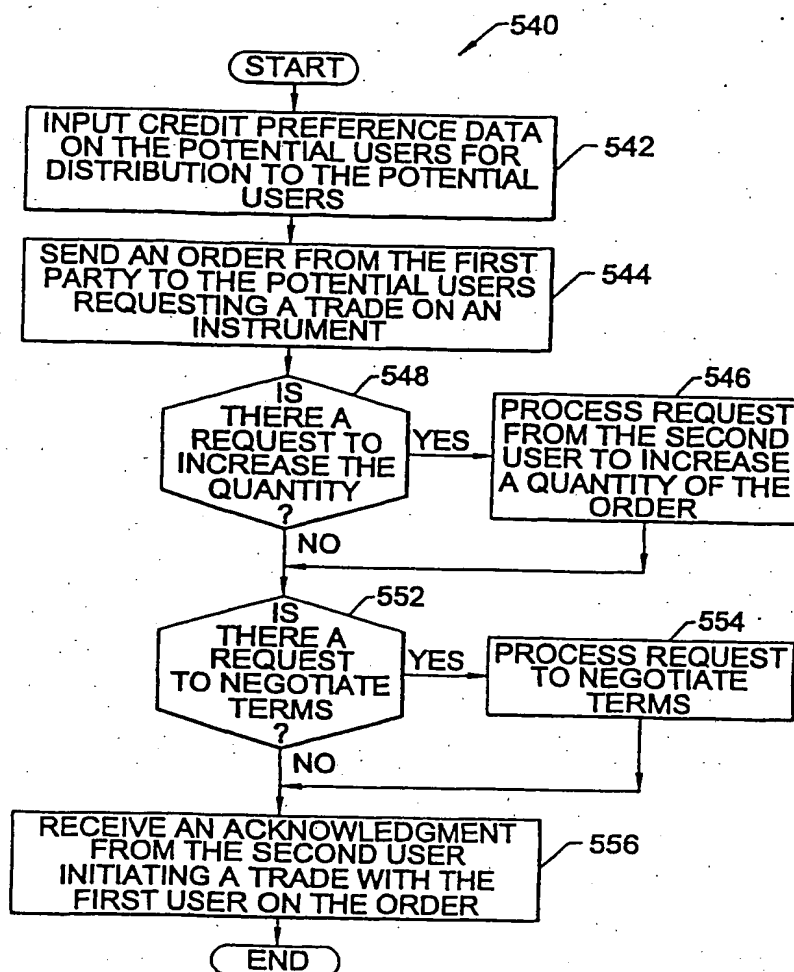 540
START
INPUT CREDIT PREFERENCE DATA
ON THE POTENTIAL USERS FOR
DISTRIBUTION TO THE POTENTIAL
USERS
542
SEND AN ORDER FROM THE FIRST
PARTY TO THE POTENTIAL USERS
REQUESTING A TRADE ON AN
INSTRUMENT
544
548
IS
THERE A
REQUEST TO
INCREASE THE
QUANTITY
?
YES
NO
546
PROCESS REQUEST
FROM THE SECOND
USER TO INCREASE
A QUANTITY OF THE
ORDER
552
IS
THERE A
REQUEST
TO NEGOTIATE
TERMS
?
YES
NO
554
PROCESS REQUEST
TO NEGOTIATE
TERMS
RECEIVE AN ACKNOWLEDGMENT
FROM THE SECOND USER
INITIATING A TRADE WITH THE
FIRST USER ON THE ORDER
556
END